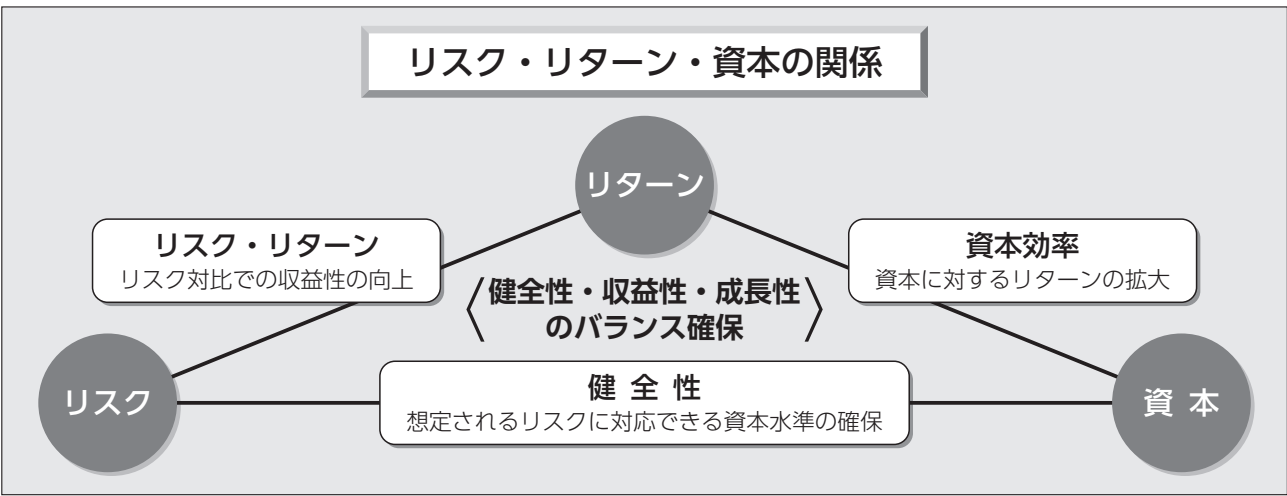 リスク・リターン・資本の関係
リターン
リスク・リターン
リスク対比での収益性の向上
資本効率
資本に対するリターンの拡大
健全性・収益性・成長性
のバランス確保
リスク
健 全 性
想定されるリスクに対応できる資本水準の確保
資 本